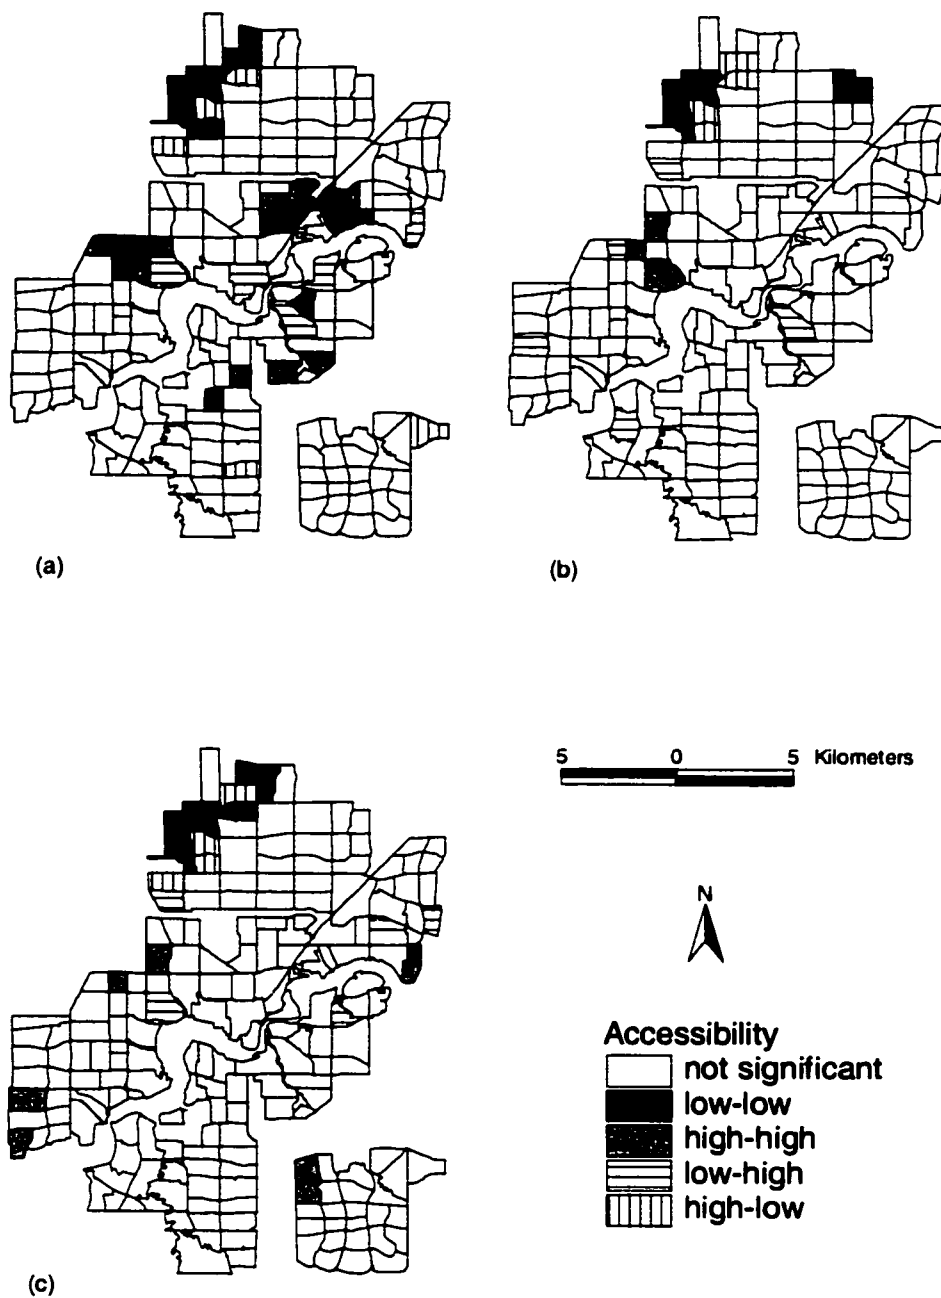 (a)
(b)
5 0 5 Kilometers
N
Accessibility
not significant
low-low
high-high
low-high
high-low
(c)